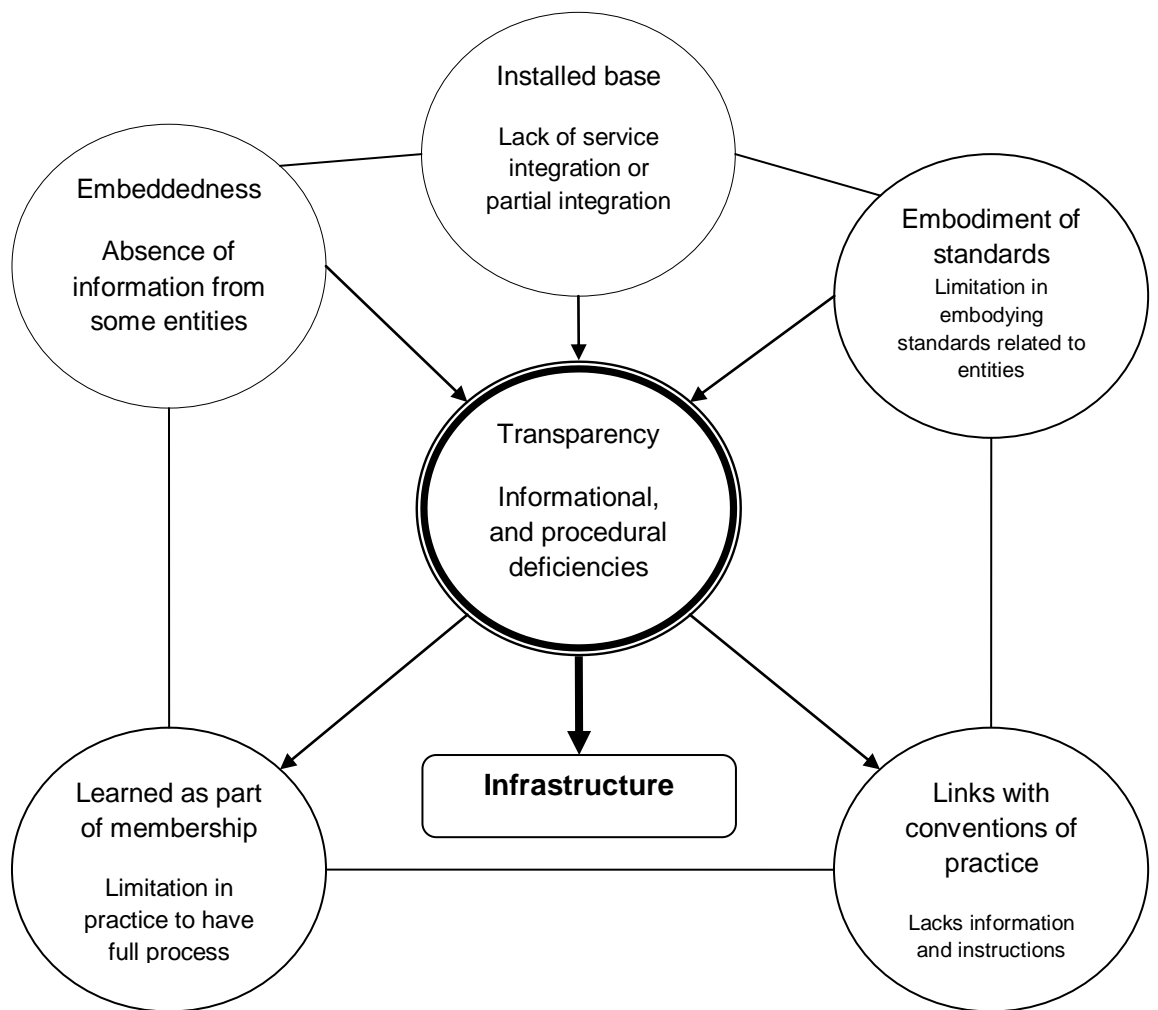 Installed base
Lack of service
integration or
partial integration
Embeddedness
Absence of
information from
some entities
Embodiment of
standards
Limitation in
embodying
standards related to
entities
Transparency
Informational,
and procedural
deficiencies
Infrastructure
Learned as part
of membership
Limitation in
practice to have
full process
Links with
conventions of
practice
Lacks information
and instructions